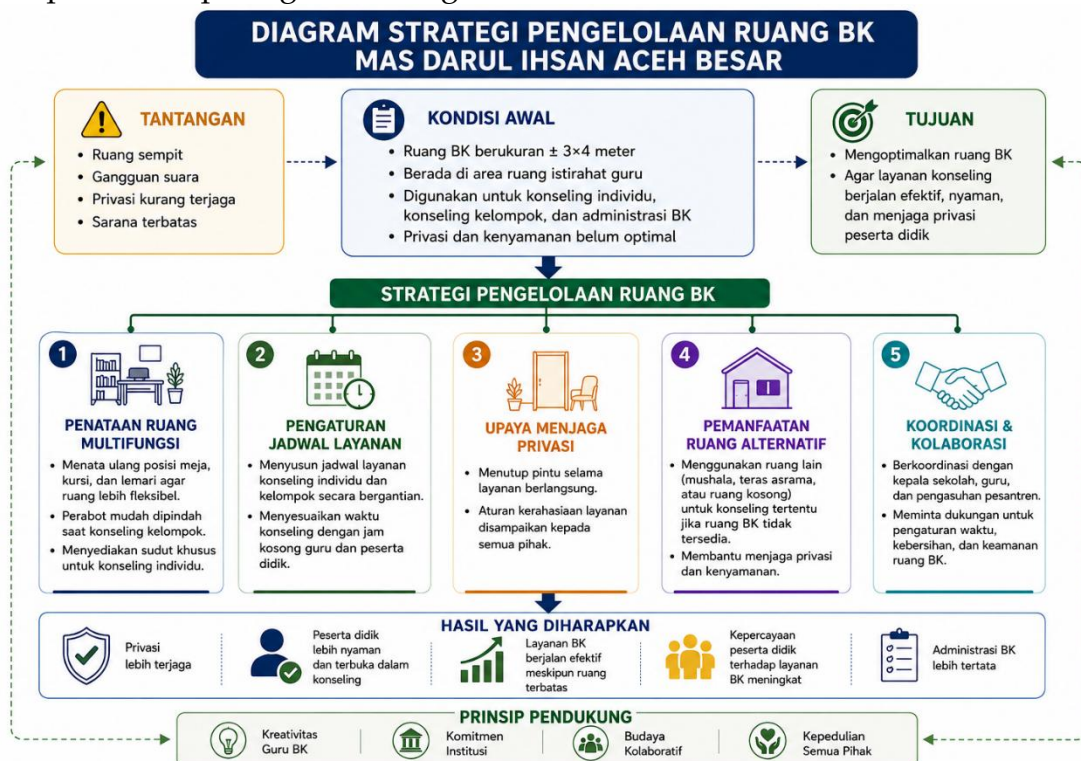 DIAGRAM STRATEGI PENGELOLAAN RUANG BK
MAS DARUL IHSAN ACEH BESAR
TANTANGAN
• Ruang sempit
• Gangguan suara
• Privasi kurang terjaga
• Sarana terbatas
KONDISI AWAL
• Ruang BK berukuran ± 3×4 meter
• Berada di area ruang istirahat guru
• Digunakan untuk konseling individu,
konseling kelompok, dan administrasi BK
• Privasi dan kenyamanan belum optimal
TUJUAN
• Mengoptimalkan ruang BK
• Agar layanan konseling
berjalan efektif, nyaman,
dan menjaga privasi
peserta didik
STRATEGI PENGELOLAAN RUANG BK
1
PENATAAN RUANG
MULTIFUNGSI
• Menata ulang posisi meja,
kursi, dan lemari agar
ruang lebih fleksibel.
• Perabot mudah dipindah
saat konseling kelompok.
• Menyediakan sudut khusus
untuk konseling individu.
2
PENGATURAN
JADWAL LAYANAN
• Menyusun jadwal layanan
konseling individu dan
kelompok secara bergantian.
• Menyesuaikan waktu
konseling dengan jam
kosong guru dan peserta
didik.
3
UPAYA MENJAGA
PRIVASI
• Menutup pintu selama
layanan berlangsung.
• Aturan kerahasiaan layanan
disampaikan kepada
semua pihak.
4
PEMANFAATAN
RUANG ALTERNATIF
• Menggunakan ruang lain
(mushala, teras asrama,
atau ruang kosong)
untuk konseling tertentu
jika ruang BK tidak
tersedia.
• Membantu menjaga privasi
dan kenyamanan.
5
KOORDINASI &
KOLABORASI
• Berkoordinasi dengan
kepala sekolah, guru,
dan pengasuhan pesantren.
• Meminta dukungan untuk
pengaturan waktu,
kebersihan, dan keamanan
ruang BK.
HASIL YANG DIHARAPKAN
Privasi
lebih terjaga
Peserta didik
lebih nyaman
dan terbuka dalam
konseling
Layanan BK
berjalan efektif
meskipun ruang
terbatas
Kepercayaan
peserta didik
terhadap layanan
BK meningkat
Administrasi BK
lebih tertata
PRINSIP PENDUKUNG
Kreativitas
Guru BK
Komitmen
Institusi
Budaya
Kolaboratif
Kepedulian
Semua Pihak